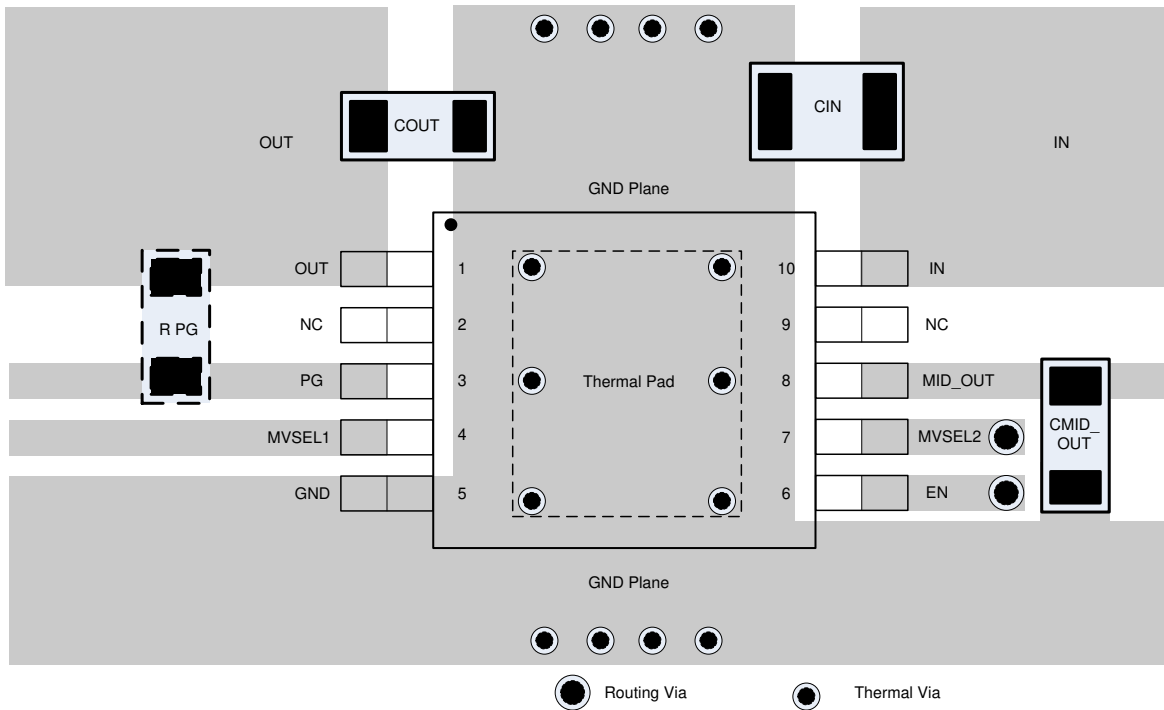 COUT
CIN
OUT
IN
GND Plane
OUT
1
10
IN
NC
2
9
NC
R PG
PG
3
Thermal Pad
8
MID_OUT
MVSEL1
4
7
MVSEL2
CMID_
OUT
GND
5
6
EN
GND Plane
Routing Via
Thermal Via